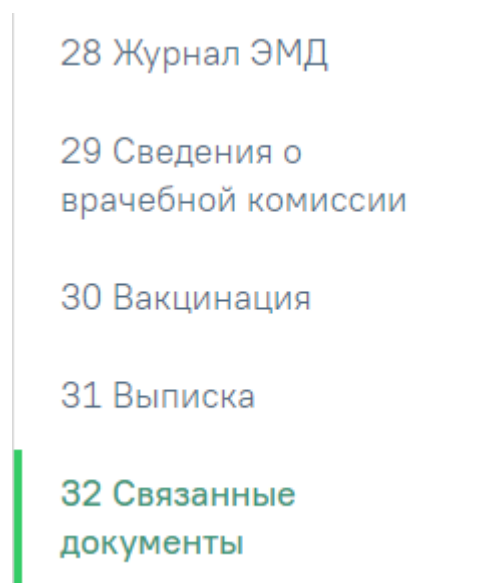 28 Журнал ЭМД
29 Сведения о
врачебной комиссии
30 Вакцинация
31 Выписка
32 Связанные
документы